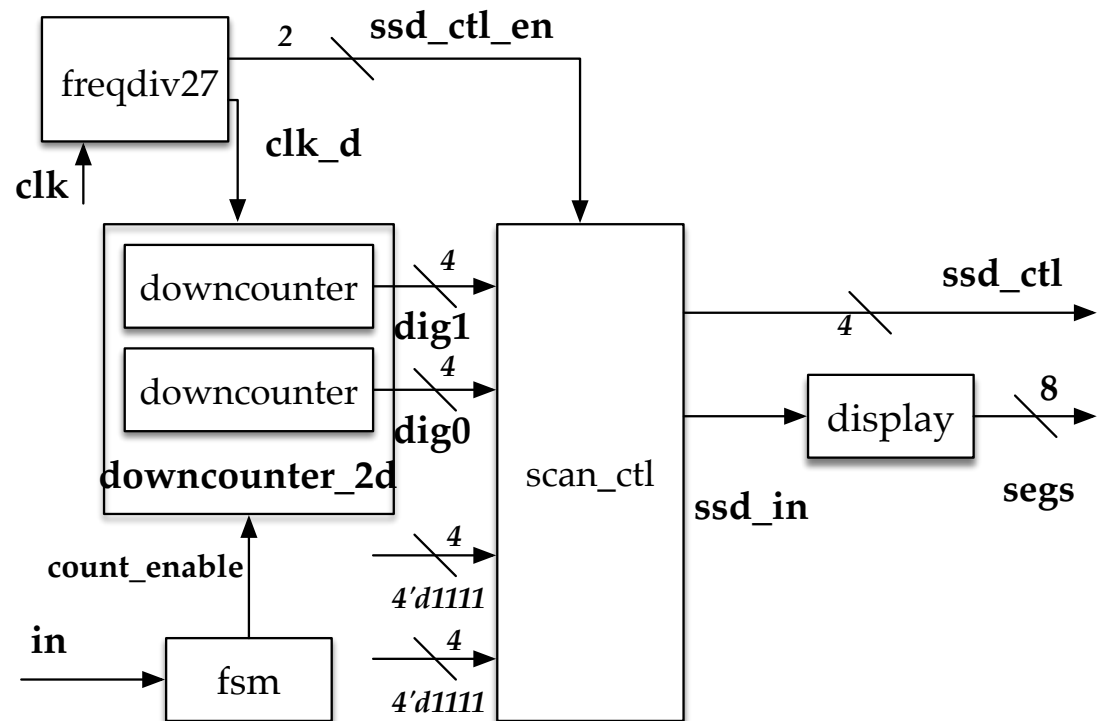 2
ssd_ctl_en
freqdiv27
clk_d
clk
downcounter
4
dig1
ssd_ctl
4
downcounter
4
dig0
display
8
downcounter_2d
scan_ctl
ssd_in
segs
count_enable
4
4'd1111
in
fsm
4
4'd1111